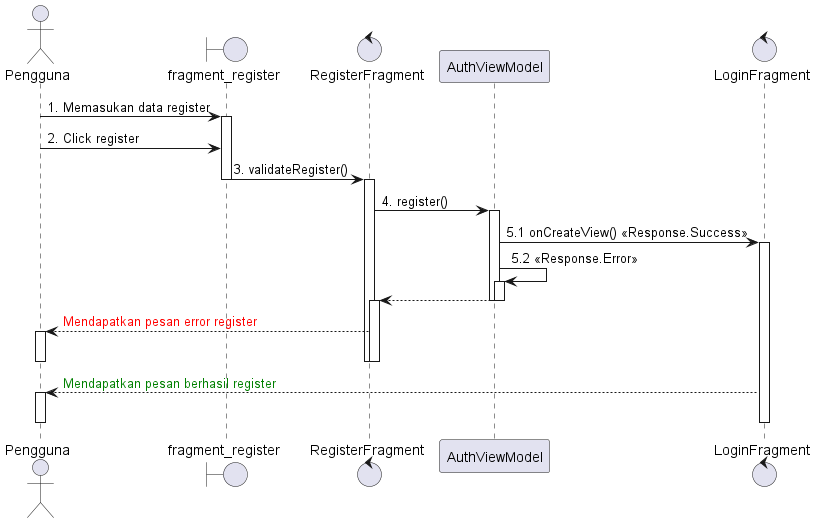 Pengguna
fragment_register
RegisterFragment
AuthViewModel
LoginFragment
1. Memasukan data register
2. Click register
3. validateRegister()
4. register()
5.1 onCreateView() «Response.Success»
5.2 «Response.Error»
Mendapatkan pesan error register
Mendapatkan pesan berhasil register
Pengguna
fragment_register
RegisterFragment
AuthViewModel
LoginFragment